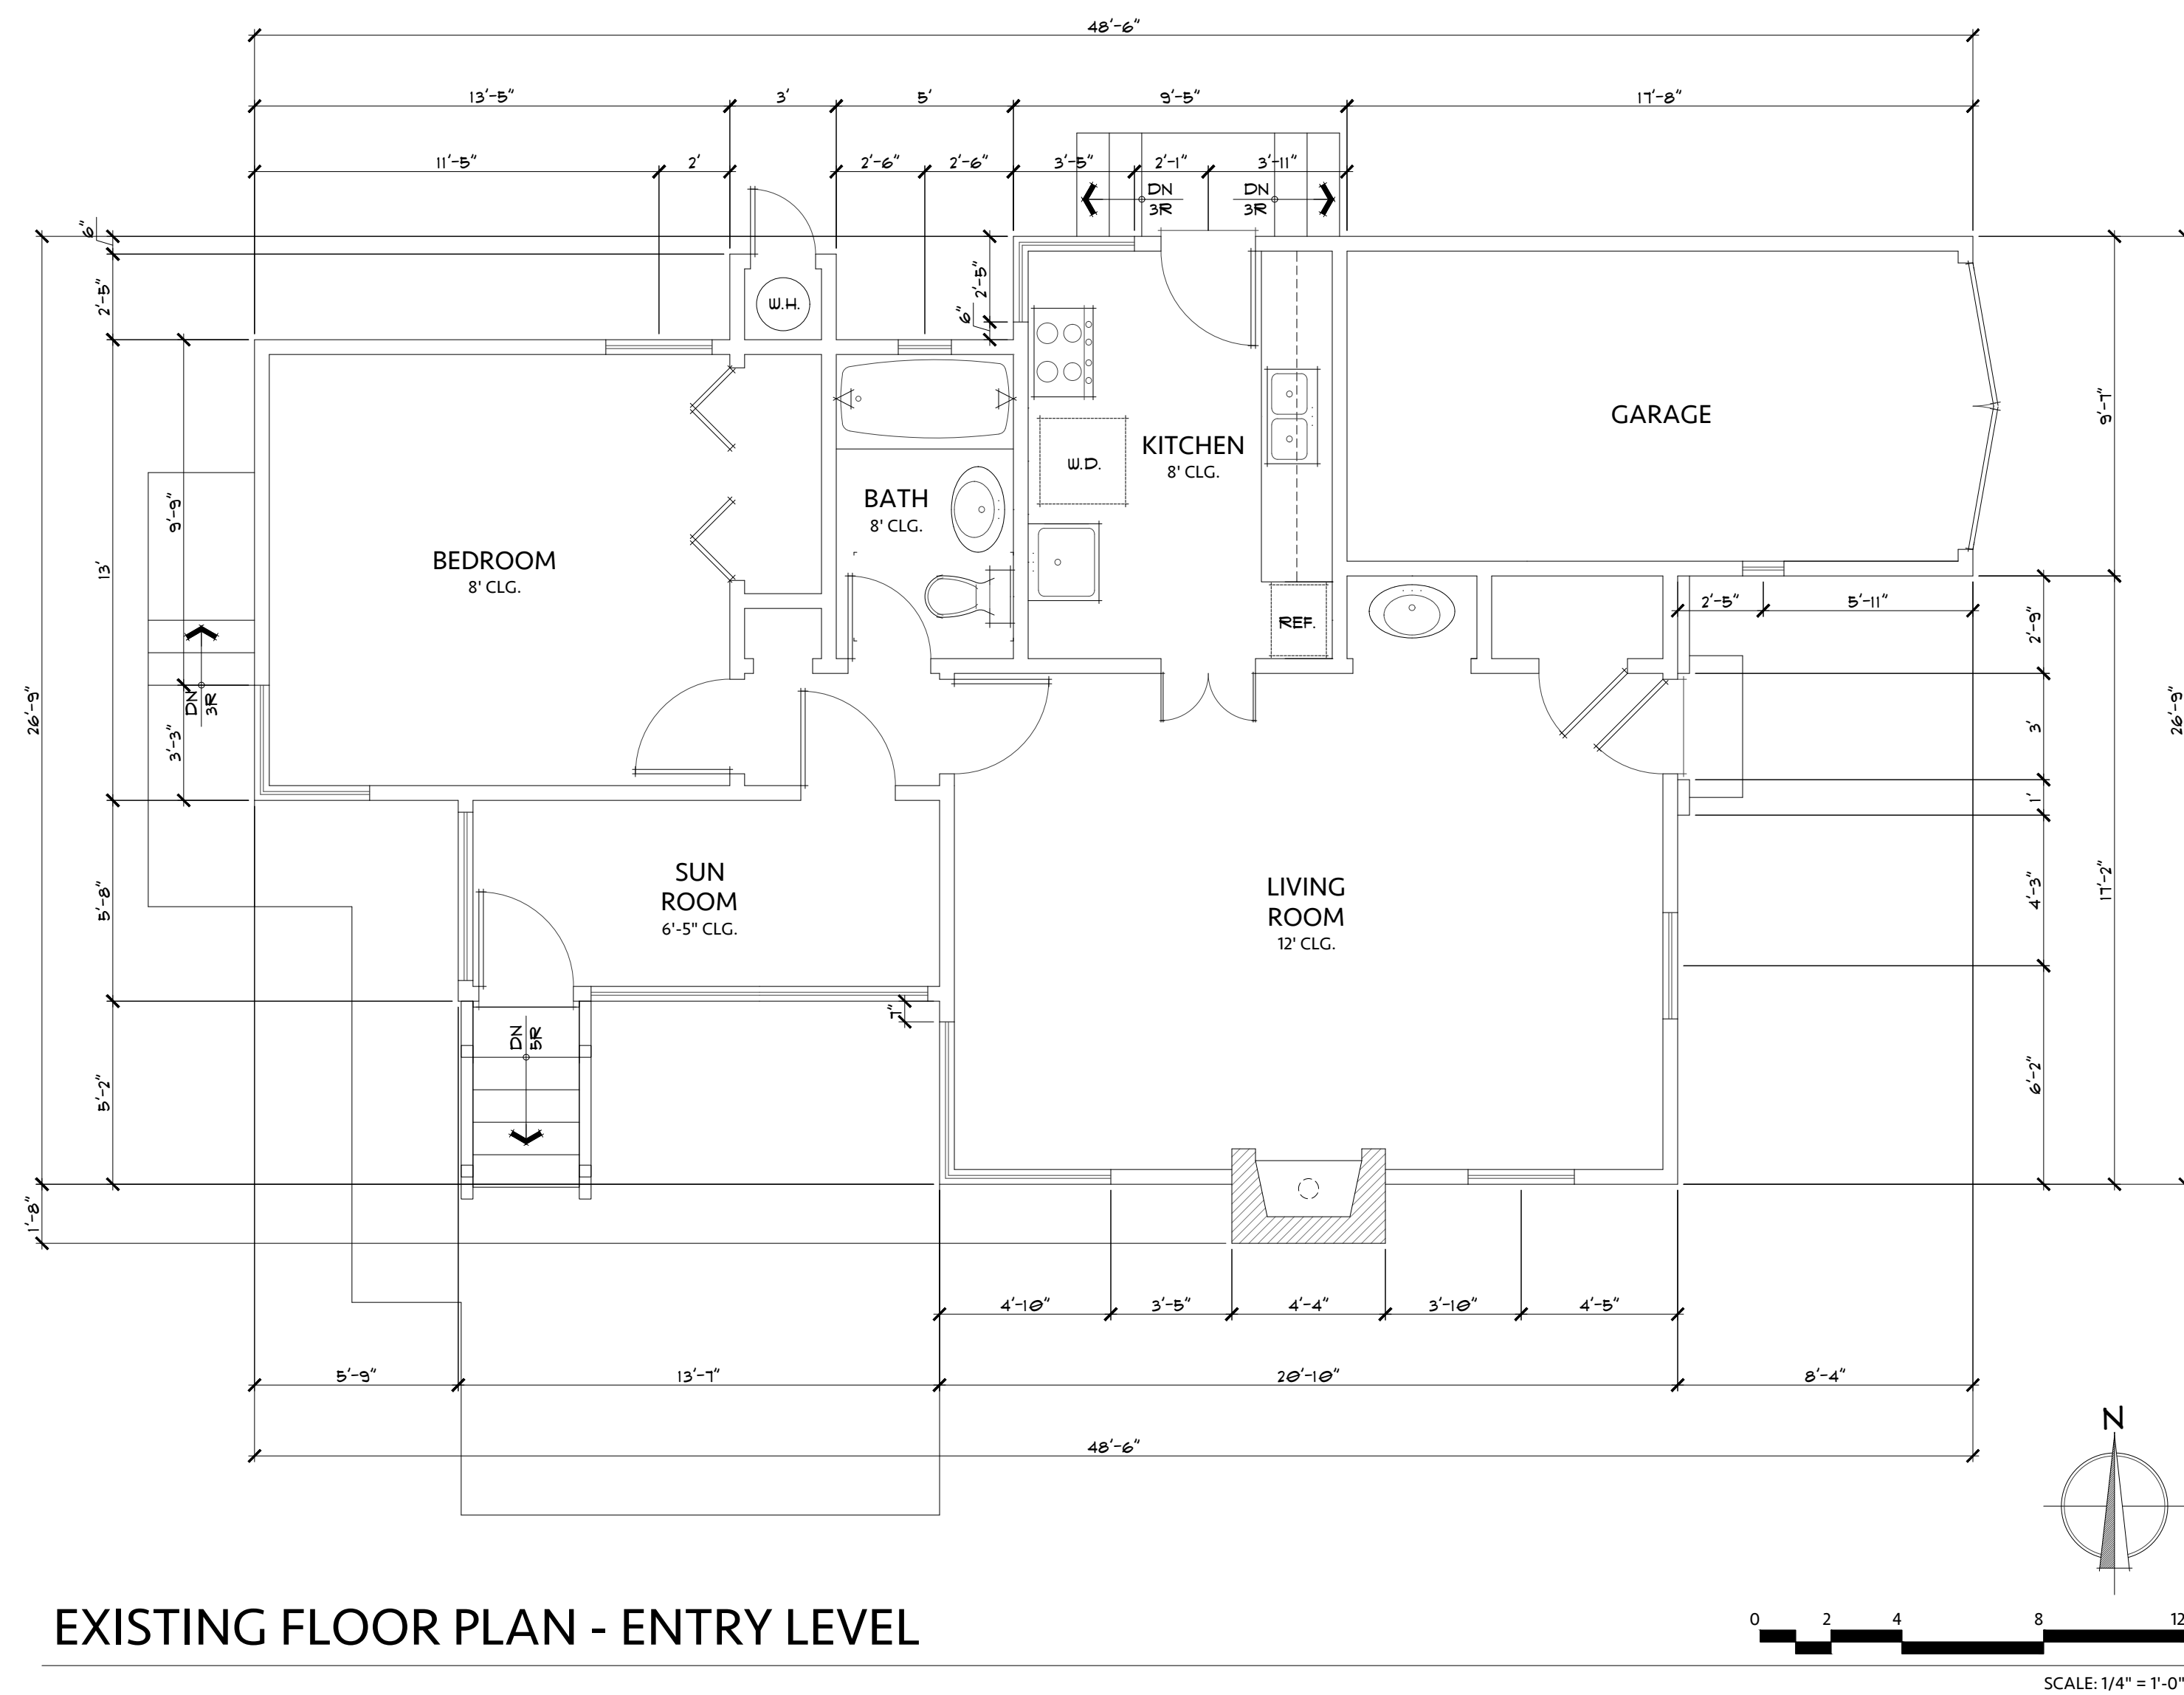 48'-6"
13'-5" 3' 5' 9'-5" 17'-8"
11'-5" 2' 2'-6" 2'-6" 3'-5" 2'-1" 3'-11"
DN
3R
DN
3R
6"
2'-5"
13'
9'-9"
3'-3"
DN
3R
26'-9"
5'-8"
5'-2"
1'-8"
2'-5"
6"
W.H.
BEDROOM
8' CLG.
BATH
8' CLG.
W.D.
KITCHEN
8' CLG.
REF.
GARAGE
2'-5" 5'-11"
9'-7"
2'-9"
3'
1'
4'-3"
6'-2"
17'-2"
26'-9"
SUN
ROOM
6'-5" CLG.
LIVING
ROOM
12' CLG.
7"
DN
5R
4'-10" 3'-5" 4'-4" 3'-10" 4'-5"
5'-9" 13'-7" 20'-10" 8'-4"
48'-6"
N
EXISTING FLOOR PLAN - ENTRY LEVEL
0 2 4 8 12
SCALE: 1/4" = 1'-0"